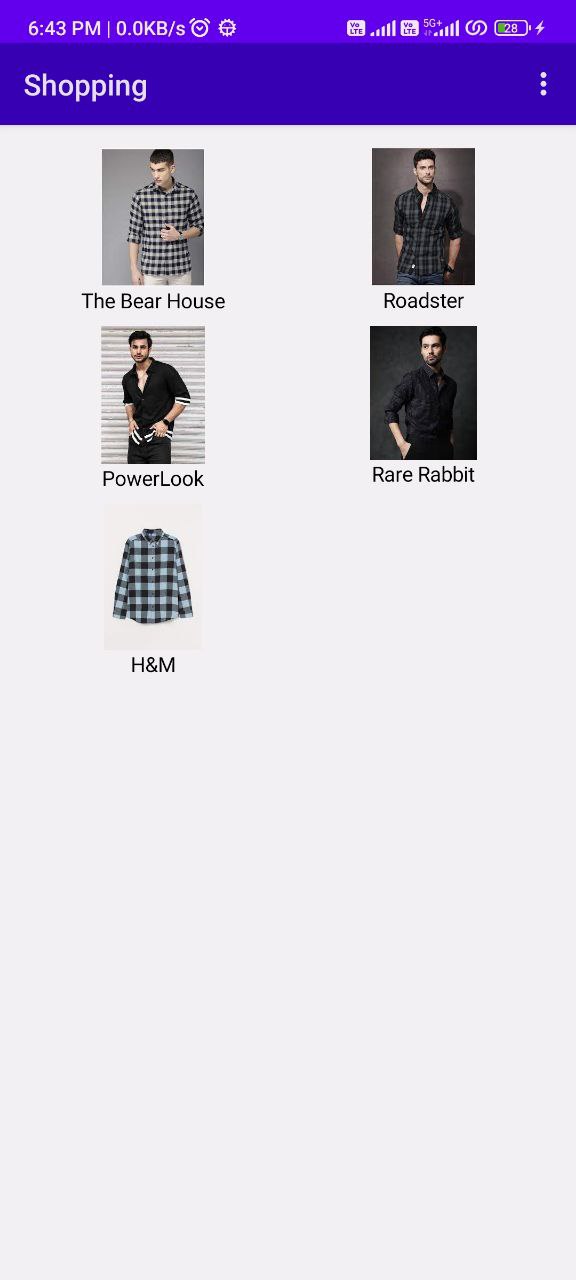 6:43 PM | 0.0KB/s Vo LTE Vo LTE 5G+ 28
Shopping
The Bear House
Roadster
PowerLook
Rare Rabbit
H&M